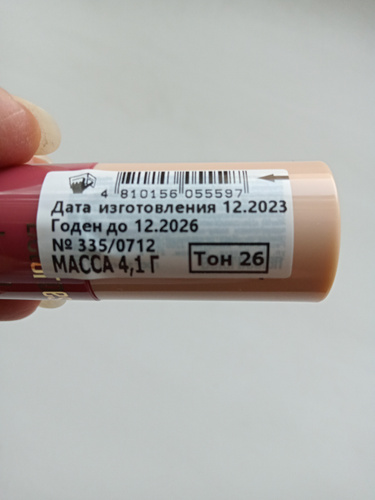 4 810156 055597
Дата изготовления 12.2023
Годен до 12.2026
№ 335/0712
МАССА 4,1 Г
Тон 26